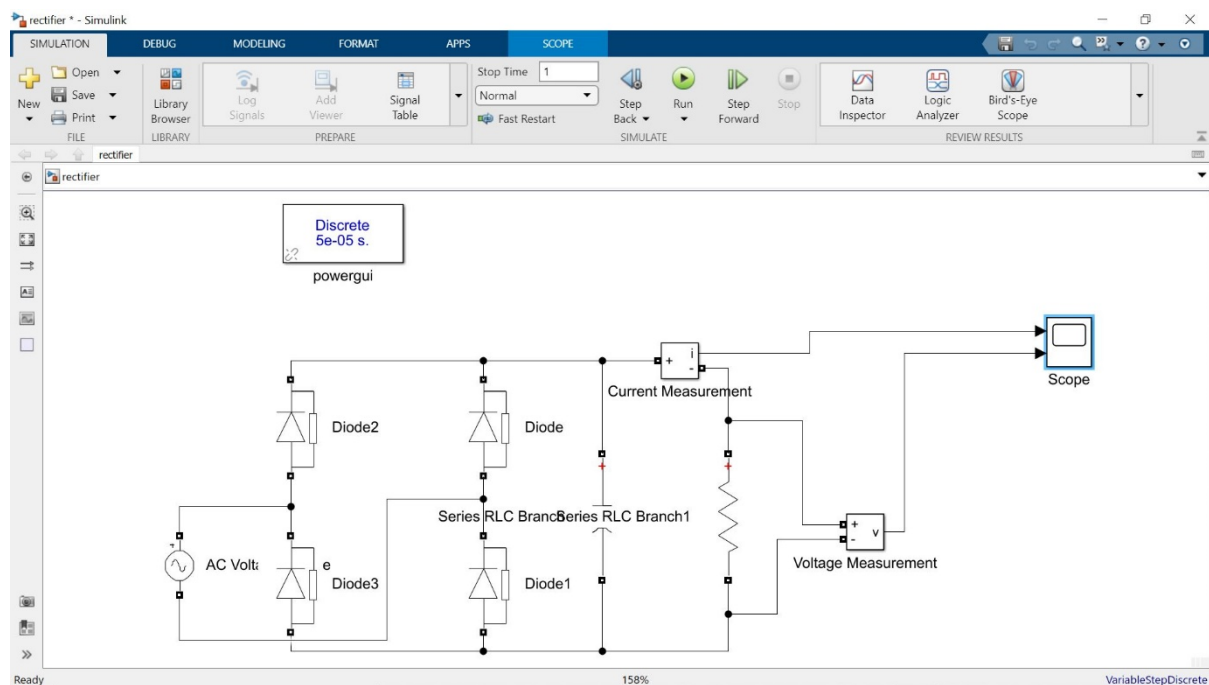 rectifier * - Simulink
SIMULATION DEBUG MODELING FORMAT APPS SCOPE
New
Open
Save
Print
FILE
Library Browser
LIBRARY
Log Signals
Add Viewer
Signal Table
PREPARE
Stop Time 1
Normal
Fast Restart
Step Back
Run
Step Forward
Stop
SIMULATE
Data Inspector
Logic Analyzer
Bird's-Eye Scope
REVIEW RESULTS
rectifier
rectifier
Discrete
5e-05 s.
powergui
i
+
-
Scope
Current Measurement
Diode2
Diode
Series RLC Branch
Series RLC Branch1
+
-
v
Voltage Measurement
AC Volta
e
Diode3
Diode1
Ready
158%
VariableStepDiscrete